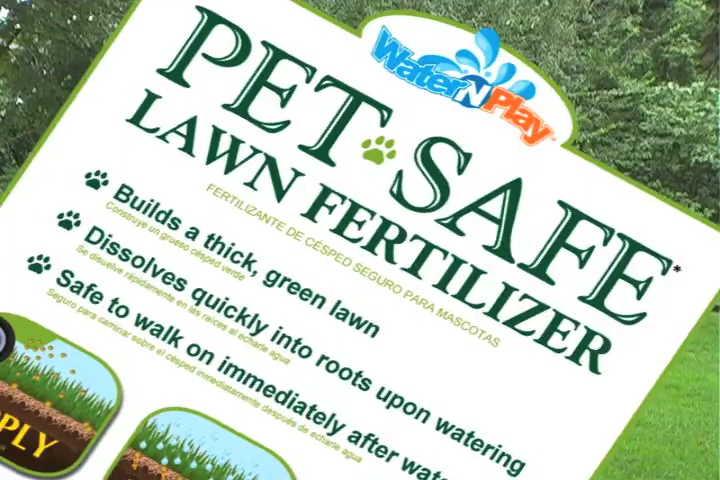 WaterNPlay
PET SAFE*
LAWN FERTILIZER
FERTILIZANTE DE CÉSPED SEGURO PARA MASCOTAS
Builds a thick, green lawn
Construye un grueso césped verde
Dissolves quickly into roots upon watering
Se disuelve rápidamente en las raíces al echarle agua
Safe to walk on immediately after wate
Seguro para caminar sobre el césped inmediatamente después de echarle agua
PLY